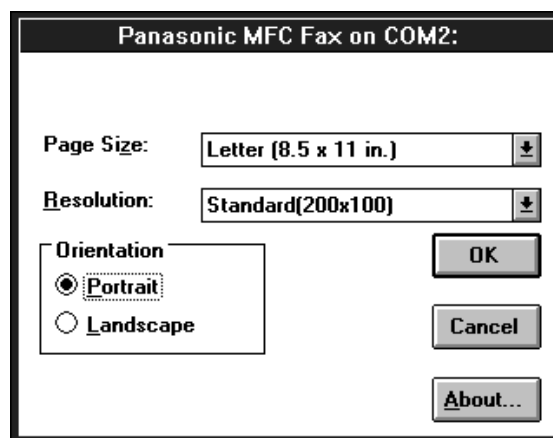 Panasonic MFC Fax on COM2:
Page Size: Letter (8.5 x 11 in.)
Resolution: Standard(200x100)
Orientation
Portrait
Landscape
OK
Cancel
About...